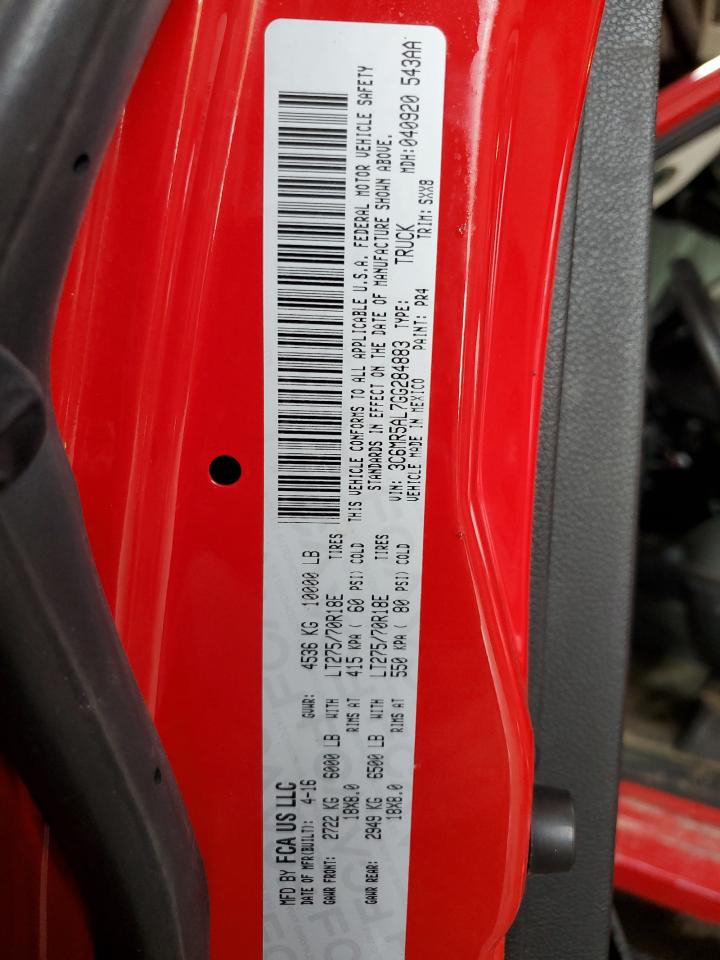 MFD BY FCA US LLC
DATE OF MFR(BUILT): 4-16 GVWR: 4536 KG 10000 LB
GAWR FRONT: 2722 KG 6000 LB WITH LT275/70R18E TIRES
18X8.0 RIMS AT 415 KPA( 60 PSI) COLD
GAWR REAR: 2949 KG 6500 LB WITH LT275/70R18E TIRES
18X8.0 RIMS AT 550 KPA( 80 PSI) COLD
THIS VEHICLE CONFORMS TO ALL APPLICABLE U.S.A. FEDERAL MOTOR VEHICLE SAFETY
STANDARDS IN EFFECT ON THE DATE OF MANUFACTURE SHOWN ABOVE.
VIN: 3C6MR5AL7GG284883 TYPE: TRUCK MDH:040920 543AA
VEHICLE MADE IN MEXICO PAINT: PR4 TRIM: SXX8